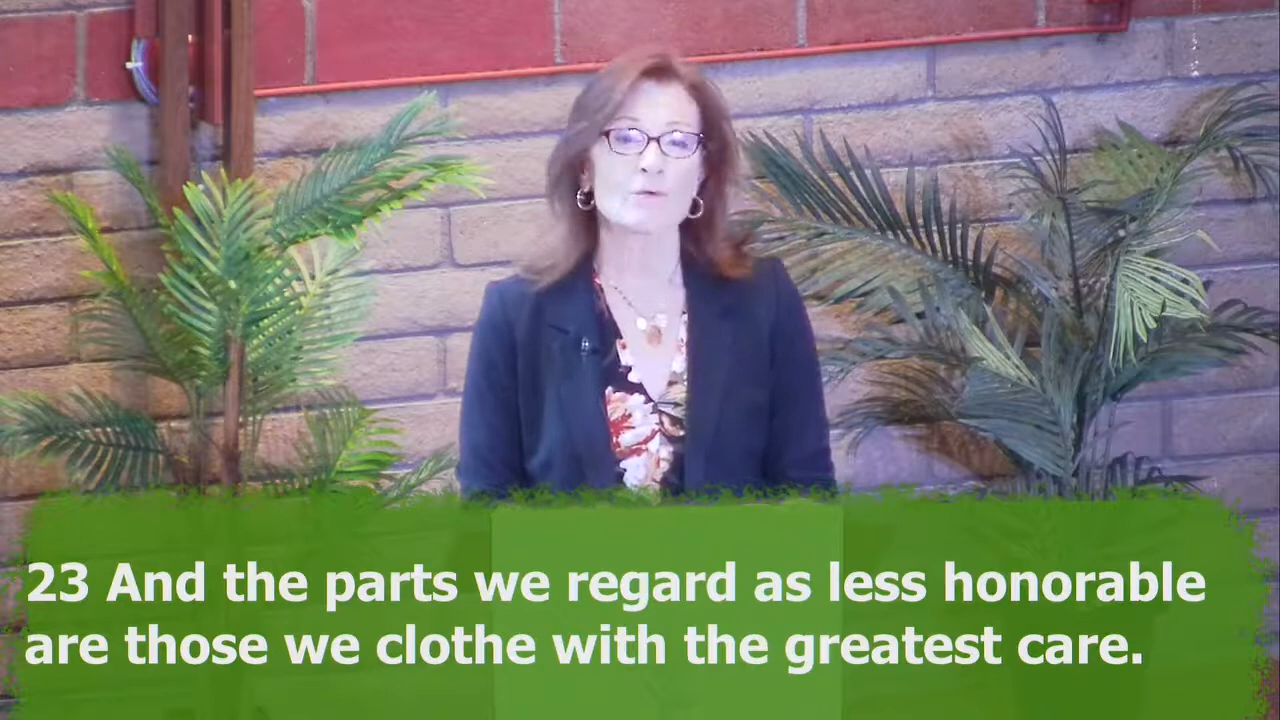 23 And the parts we regard as less honorable
are those we clothe with the greatest care.